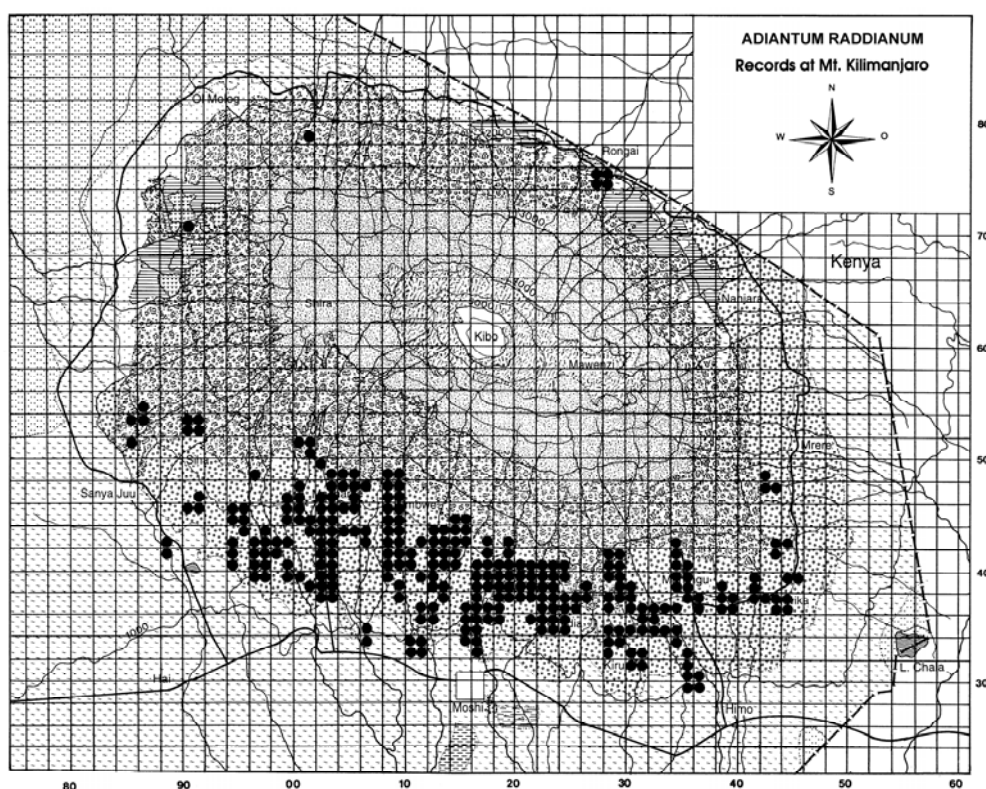 ADIANTUM RADDIANUM
Records at Mt. Kilimanjaro
N
W
O
S
Ol Molog
Rongai
80
70
Kenya
Nanjara
Shira
Kibo
Mawenzi
60
Mrere
50
Sanya Juu
40
1000
L. Chala
Hai
30
Moshi
Himo
80
90
00
10
20
30
40
50
60